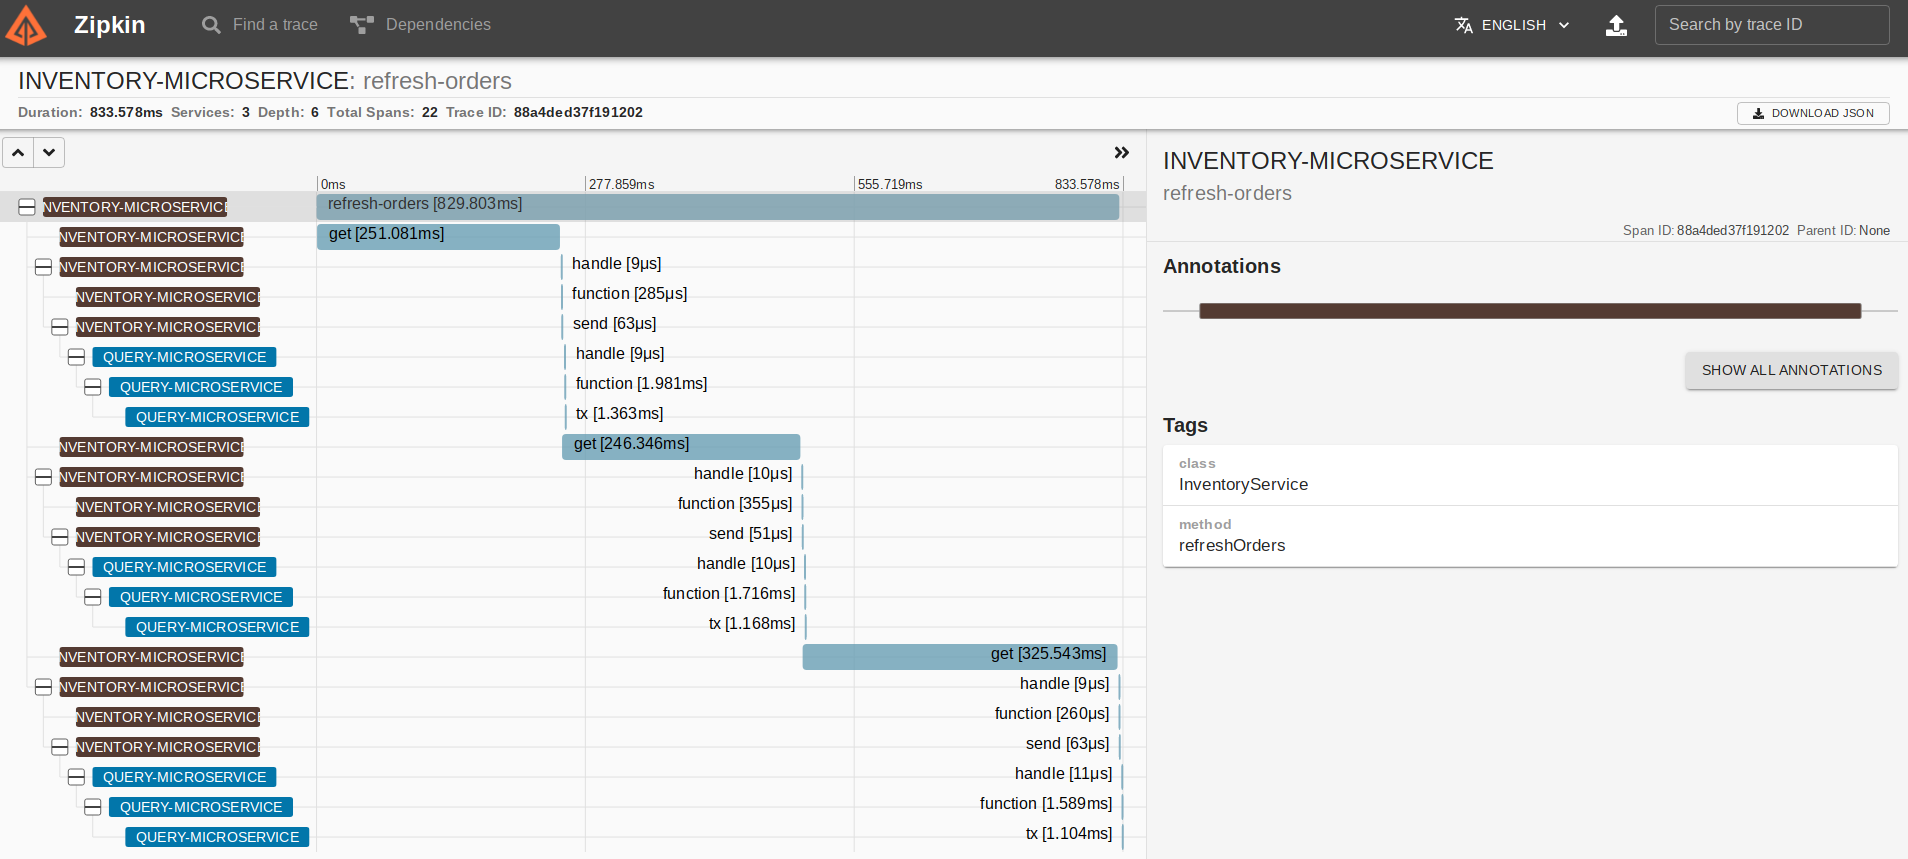 Zipkin Find a trace Dependencies ENGLISH Search by trace ID
INVENTORY-MICROSERVICE: refresh-orders
Duration: 833.578ms Services: 3 Depth: 6 Total Spans: 22 Trace ID: 88a4ded37f191202 DOWNLOAD JSON
0ms 277.859ms 555.719ms 833.578ms
NVENTORY-MICROSERVICE refresh-orders [829.803ms]
NVENTORY-MICROSERVICE get [251.081ms]
NVENTORY-MICROSERVICE handle [9μs]
NVENTORY-MICROSERVICE function [285μs]
NVENTORY-MICROSERVICE send [63μs]
QUERY-MICROSERVICE handle [9μs]
QUERY-MICROSERVICE function [1.981ms]
QUERY-MICROSERVICE tx [1.363ms]
NVENTORY-MICROSERVICE get [246.346ms]
NVENTORY-MICROSERVICE handle [10μs]
NVENTORY-MICROSERVICE function [355μs]
NVENTORY-MICROSERVICE send [51μs]
QUERY-MICROSERVICE handle [10μs]
QUERY-MICROSERVICE function [1.716ms]
QUERY-MICROSERVICE tx [1.168ms]
NVENTORY-MICROSERVICE get [325.543ms]
NVENTORY-MICROSERVICE handle [9μs]
NVENTORY-MICROSERVICE function [260μs]
NVENTORY-MICROSERVICE send [63μs]
QUERY-MICROSERVICE handle [11μs]
QUERY-MICROSERVICE function [1.589ms]
QUERY-MICROSERVICE tx [1.104ms]
INVENTORY-MICROSERVICE
refresh-orders
Span ID: 88a4ded37f191202 Parent ID: None
Annotations
SHOW ALL ANNOTATIONS
Tags
class
InventoryService
method
refreshOrders